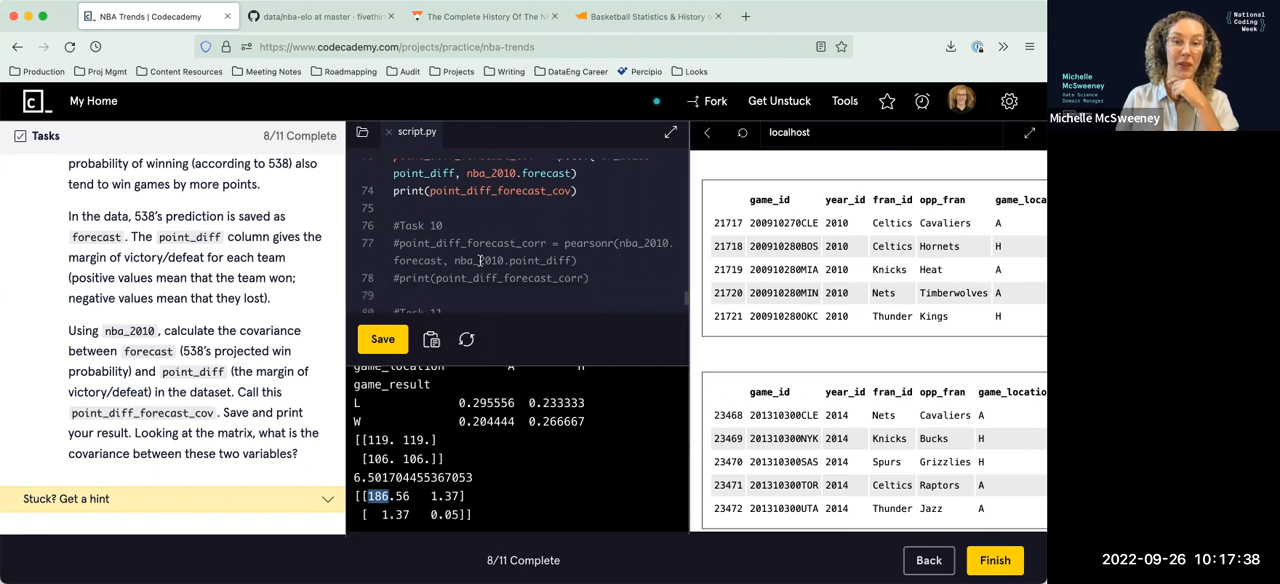 NBA Trends | Codecademy
data/nba-elo at master · fivethir
The Complete History Of The N
Basketball Statistics & History o
https://www.codecademy.com/projects/practice/nba-trends
Production
Proj Mgmt
Content Resources
Meeting Notes
Roadmapping
Audit
Projects
Writing
DataEng Career
Percipio
Looks
National
Coding
Week
Michelle
McSweeney
Data Science
Domain Manager
Michelle McSweeney
My Home
Fork
Get Unstuck
Tools
Tasks
8/11 Complete
probability of winning (according to 538) also
tend to win games by more points.
In the data, 538's prediction is saved as
forecast . The point_diff column gives the
margin of victory/defeat for each team
(positive values mean that the team won;
negative values mean that they lost).
Using nba_2010 , calculate the covariance
between forecast (538's projected win
probability) and point_diff (the margin of
victory/defeat) in the dataset. Call this
point_diff_forecast_cov . Save and print
your result. Looking at the matrix, what is the
covariance between these two variables?
Stuck? Get a hint
script.py
point_diff, nba_2010.forecast)
74 print(point_diff_forecast_cov)
75
76 #Task 10
77 #point_diff_forecast_corr = pearsonr(nba_2010.
forecast, nba_2010.point_diff)
78 #print(point_diff_forecast_corr)
79
80 #Task 11
Save
game_location A H
game_result
L 0.295556 0.233333
W 0.204444 0.266667
[[119. 119.]
[106. 106.]]
6.501704455367053
[[186.56 1.37]
[ 1.37 0.05]]
localhost
game_id year_id fran_id opp_fran game_loca
21717 200910270CLE 2010 Celtics Cavaliers A
21718 200910280BOS 2010 Celtics Hornets H
21719 200910280MIA 2010 Knicks Heat A
21720 200910280MIN 2010 Nets Timberwolves A
21721 200910280OKC 2010 Thunder Kings H
game_id year_id fran_id opp_fran game_locatio
23468 201310300CLE 2014 Nets Cavaliers A
23469 201310300NYK 2014 Knicks Bucks H
23470 201310300SAS 2014 Spurs Grizzlies H
23471 201310300TOR 2014 Celtics Raptors A
23472 201310300UTA 2014 Thunder Jazz A
8/11 Complete
Back
Finish
2022-09-26 10:17:38